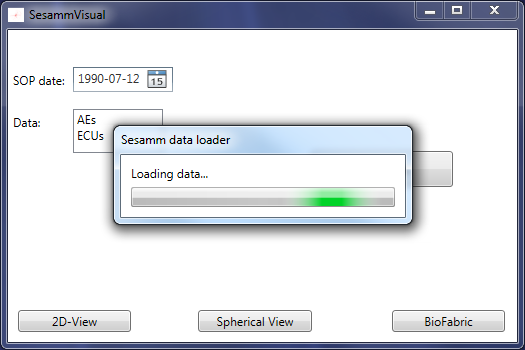 SesammVisual
SOP date: 1990-07-12 15
Data: AEs
ECUs
Sesamm data loader
Loading data...
2D-View Spherical View BioFabric